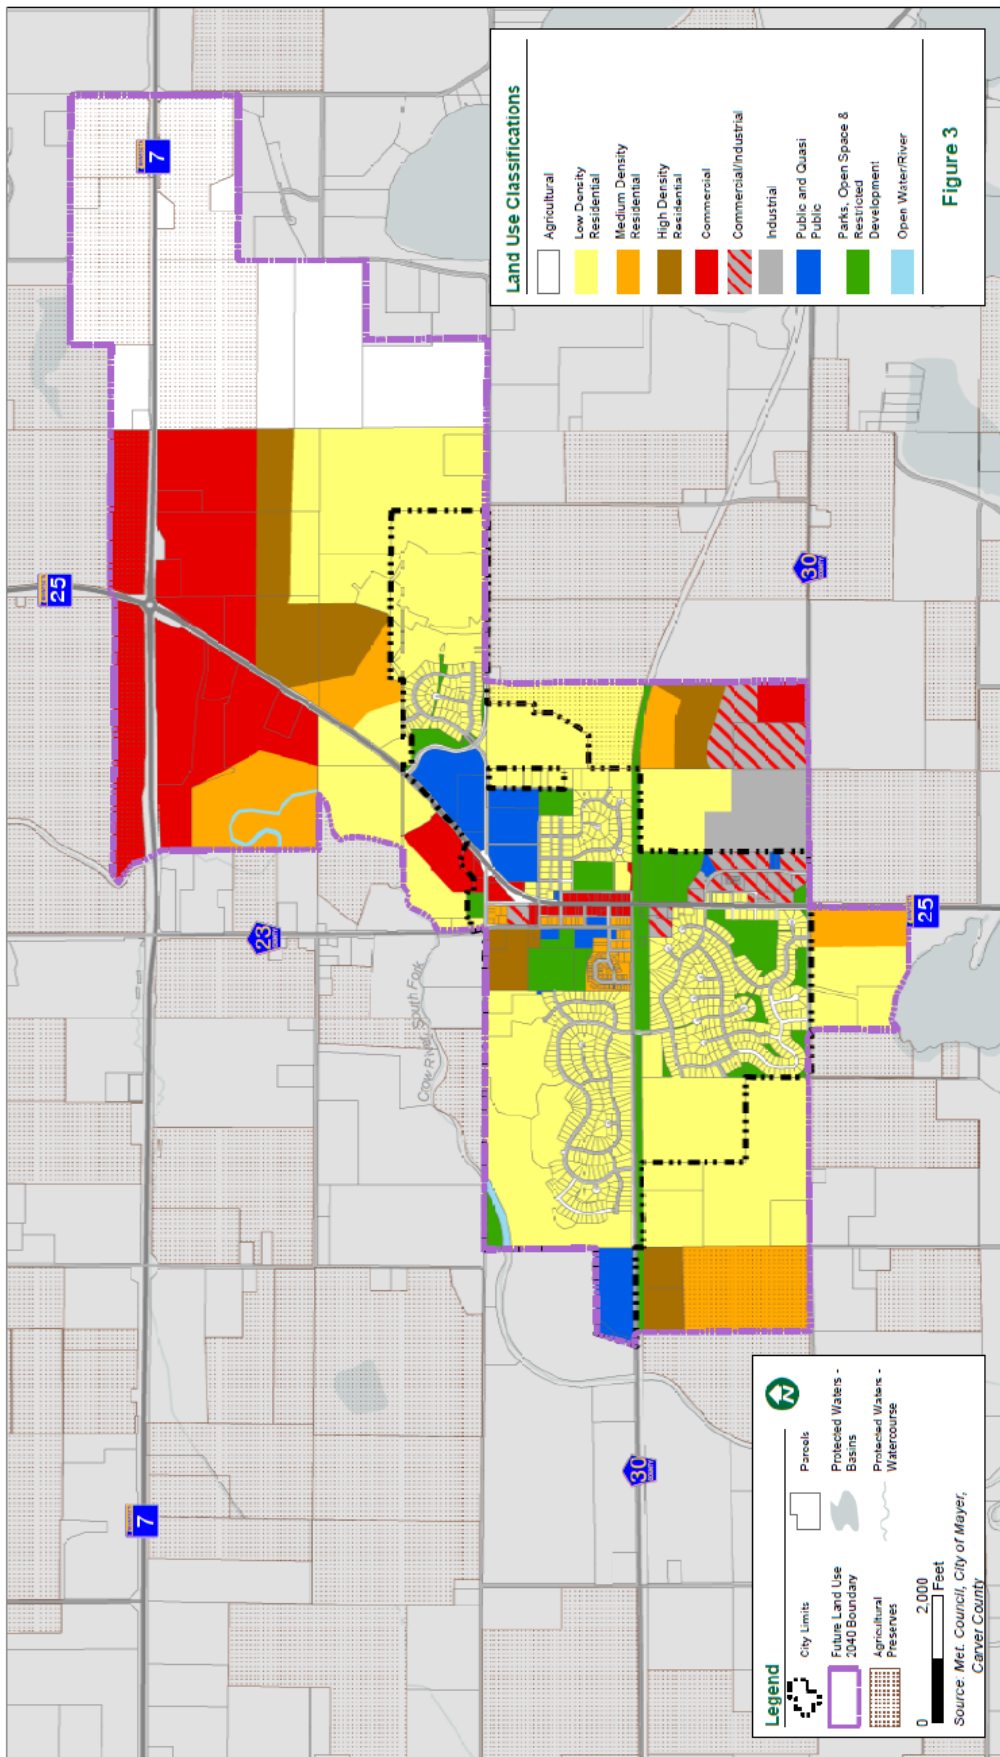 7
25
23
COUNTY
Crow River, South Fork
7
30
COUNTY
30
COUNTY
25
Land Use Classifications
Agricultural
Low Density
Residential
Medium Density
Residential
High Density
Residential
Commercial
Commercial/Industrial
Industrial
Public and Quasi
Public
Parks, Open Space &
Restricted
Development
Open Water/River
Figure 3
Legend
City Limits
Future Land Use
2040 Boundary
Agricultural
Preserves
Parcels
Protected Waters -
Basins
Protected Waters -
Watercourse
N
0
2,000
Feet
Source: Met. Council, City of Mayer,
Carver County